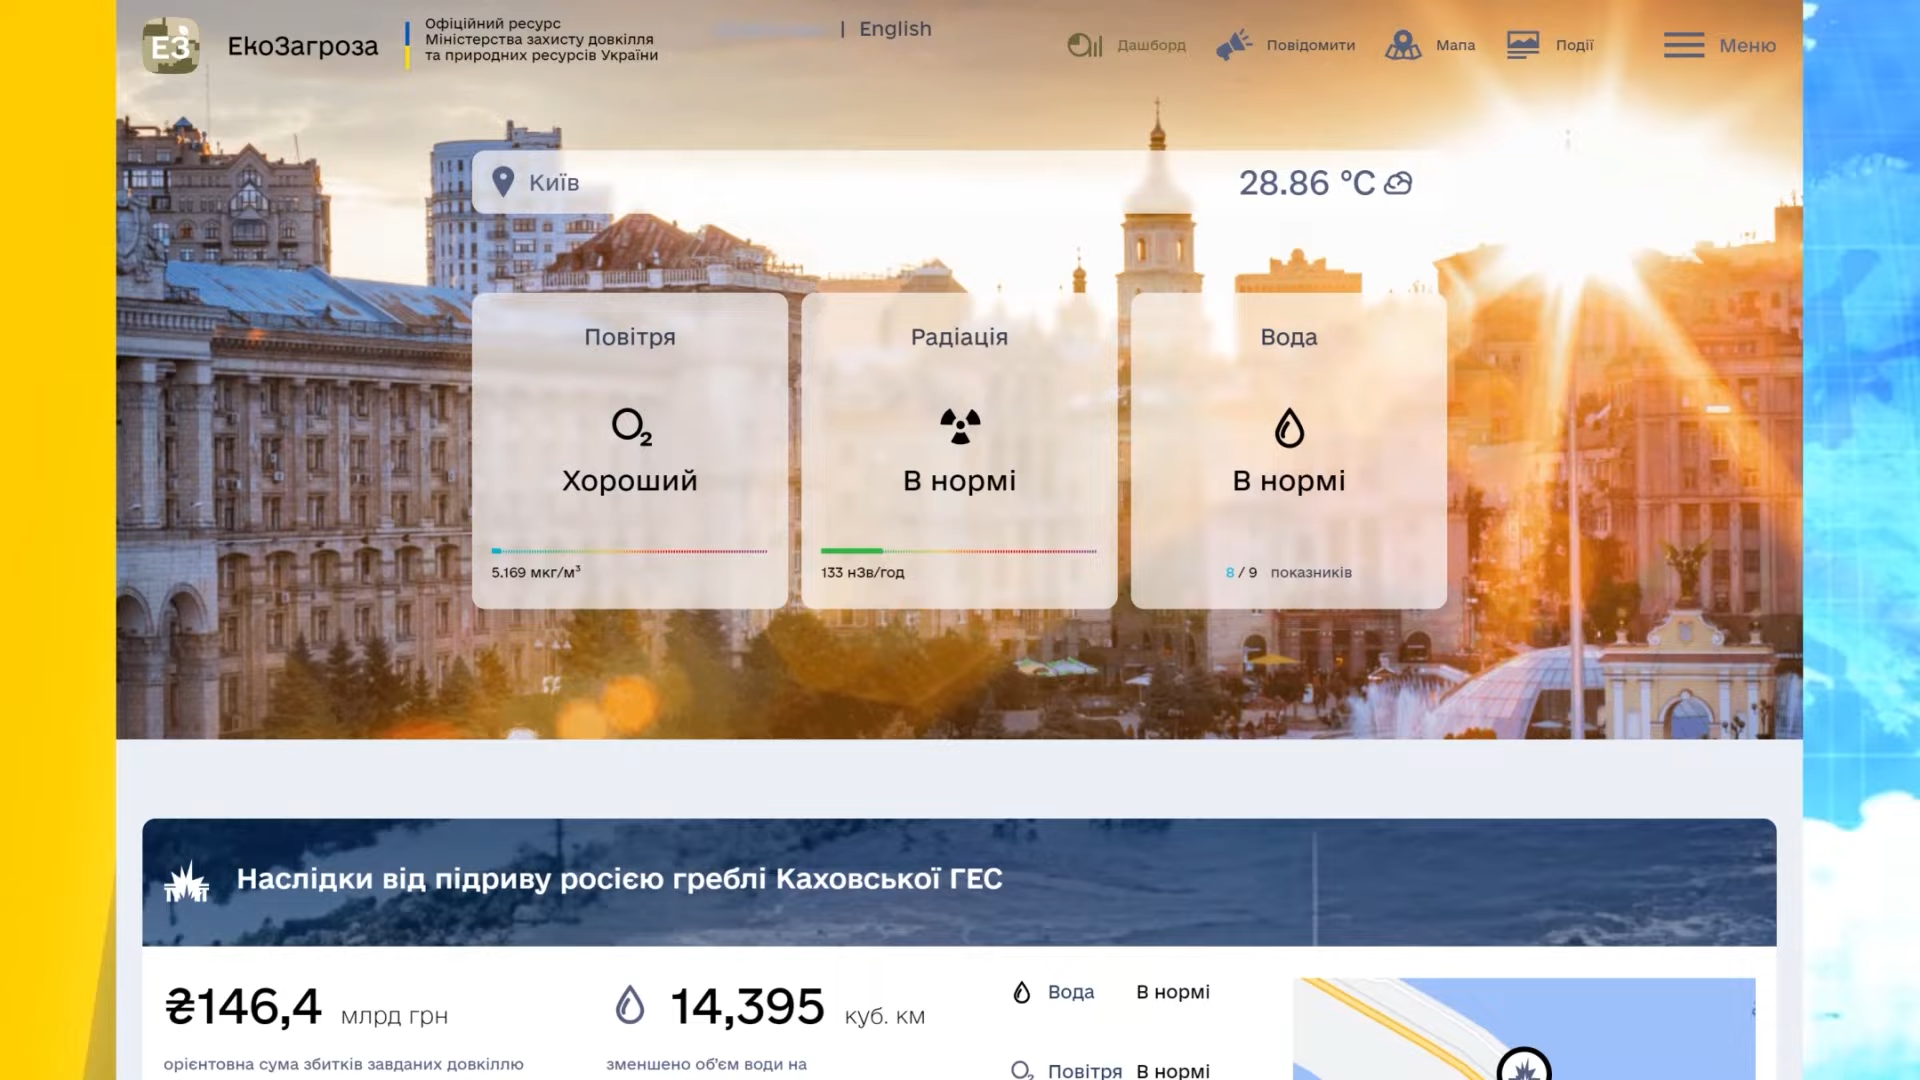 ЕЗ ЕкоЗагроза
Офіційний ресурс
Міністерства захисту довкілля
та природних ресурсів України
| English
Дашборд
Повідомити
Мапа
Події
Меню
Київ
28.86 °C
Повітря
O₂
Хороший
5.169 мкг/м³
Радіація
В нормі
133 нЗв/год
Вода
В нормі
8 / 9 показників
Наслідки від підриву росією греблі Каховської ГЕС
₴146,4 млрд грн
орієнтовна сума збитків завданих довкіллю
14,395 куб. км
зменшено об’єм води на
Вода В нормі
O₂ Повітря В нормі